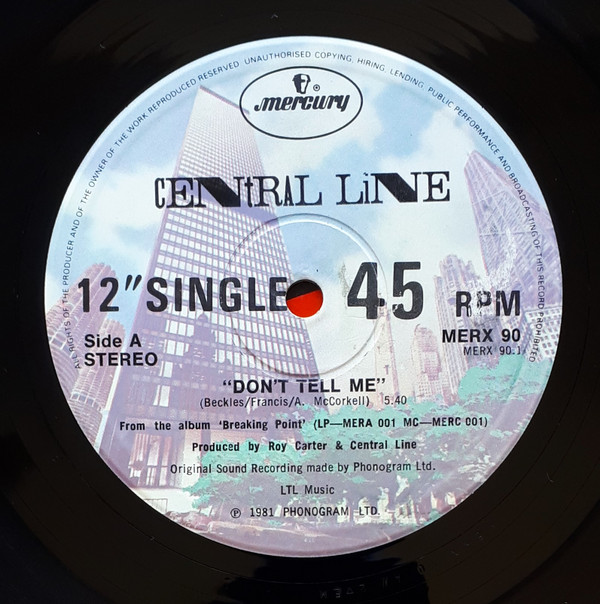 ALL RIGHTS OF THE PRODUCER AND OF THE OWNER OF THE WORK REPRODUCED RESERVED UNAUTHORISED COPYING, HIRING, LENDING, PUBLIC PERFORMANCE AND BROADCASTING OF THIS RECORD PROHIBITED
mercury ®
CENtRAL LiNE
12″ SINGLE 45 RPM
Side A MERX 90
STEREO MERX 90.1
“DON'T TELL ME”
(Beckles/Francis/A. McCorkell) 5.40
From the album ‘Breaking Point’ (LP—MERA 001 MC—MERC 001)
Produced by Roy Carter & Central Line
Original Sound Recording made by Phonogram Ltd.
LTL Music
℗ 1981 PHONOGRAM LTD.